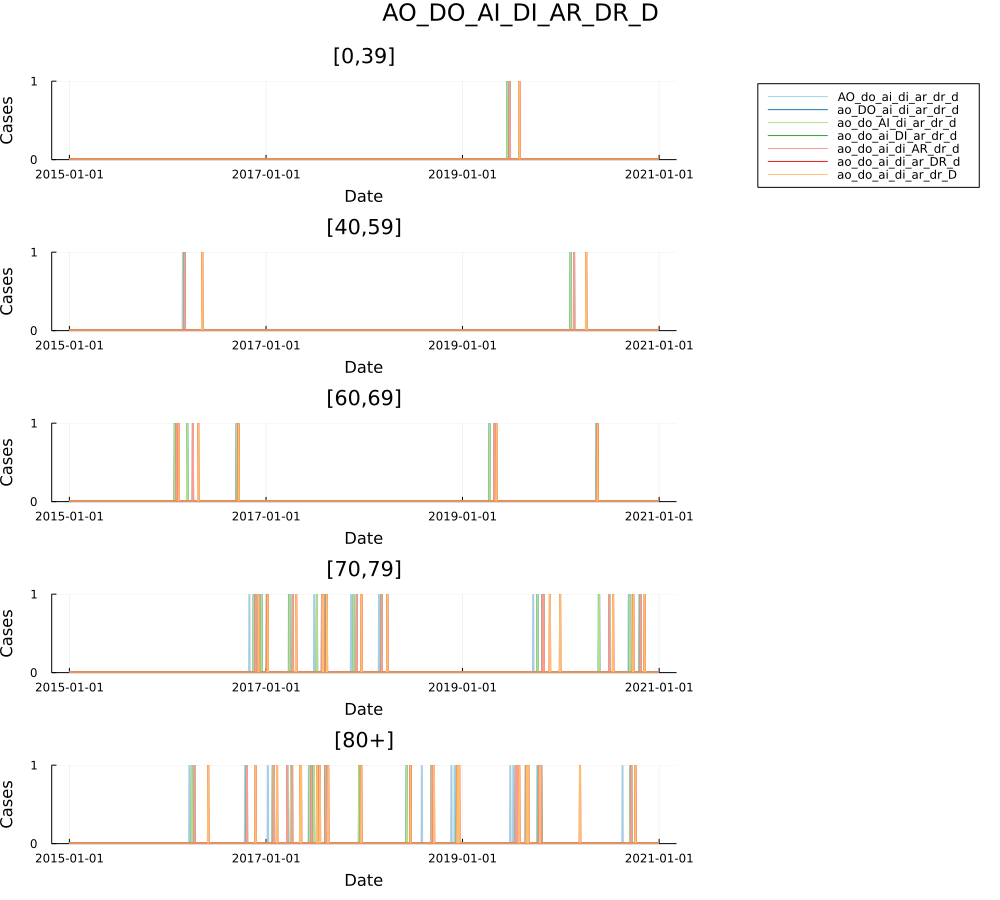 AO_DO_AI_DI_AR_DR_D
[0,39]
1
Cases
0
2015-01-01 2017-01-01 2019-01-01 2021-01-01
Date
AO_do_ai_di_ar_dr_d
ao_DO_ai_di_ar_dr_d
ao_do_AI_di_ar_dr_d
ao_do_ai_DI_ar_dr_d
ao_do_ai_di_AR_dr_d
ao_do_ai_di_ar_DR_d
ao_do_ai_di_ar_dr_D
[40,59]
1
Cases
0
2015-01-01 2017-01-01 2019-01-01 2021-01-01
Date
[60,69]
1
Cases
0
2015-01-01 2017-01-01 2019-01-01 2021-01-01
Date
[70,79]
1
Cases
0
2015-01-01 2017-01-01 2019-01-01 2021-01-01
Date
[80+]
1
Cases
0
2015-01-01 2017-01-01 2019-01-01 2021-01-01
Date